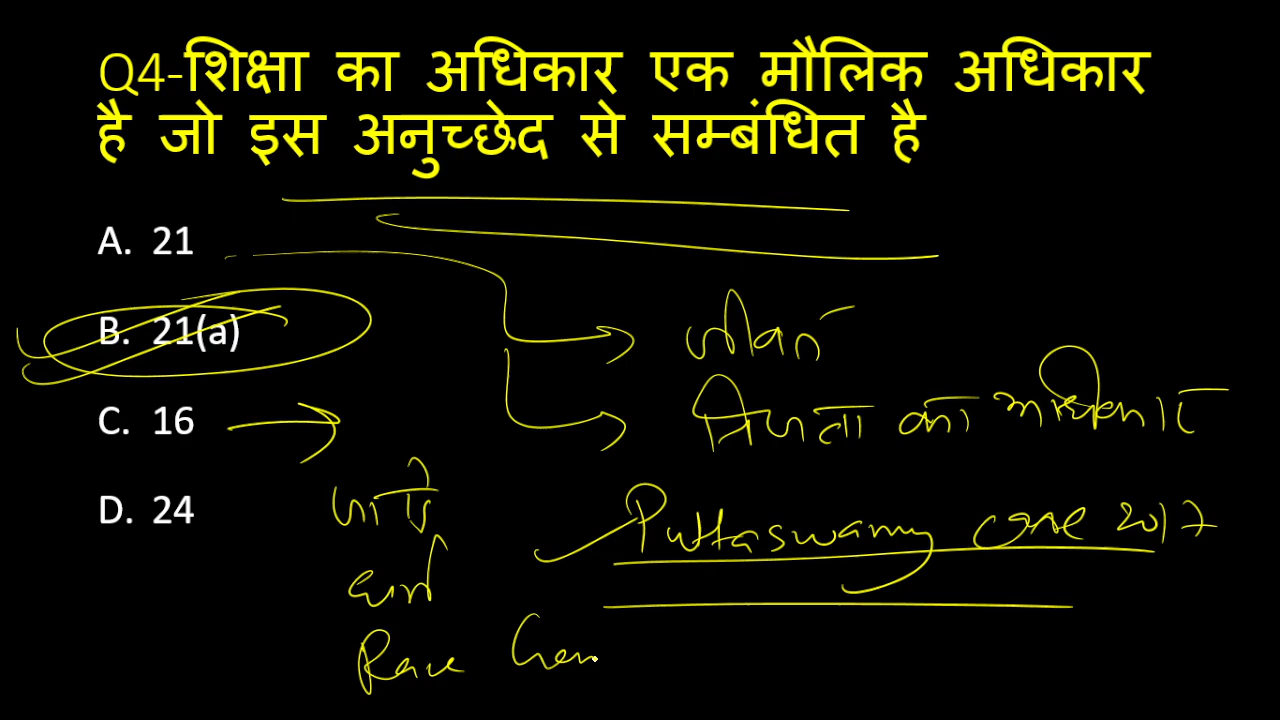 Q4-शिक्षा का अधिकार एक मौलिक अधिकार
है जो इस अनुच्छेद से सम्बंधित है
A. 21
B. 21(a)
C. 16
D. 24
जीवन
निजता का अधिकार
Puttaswamy case 2017
जाति
धर्म
Race Gen